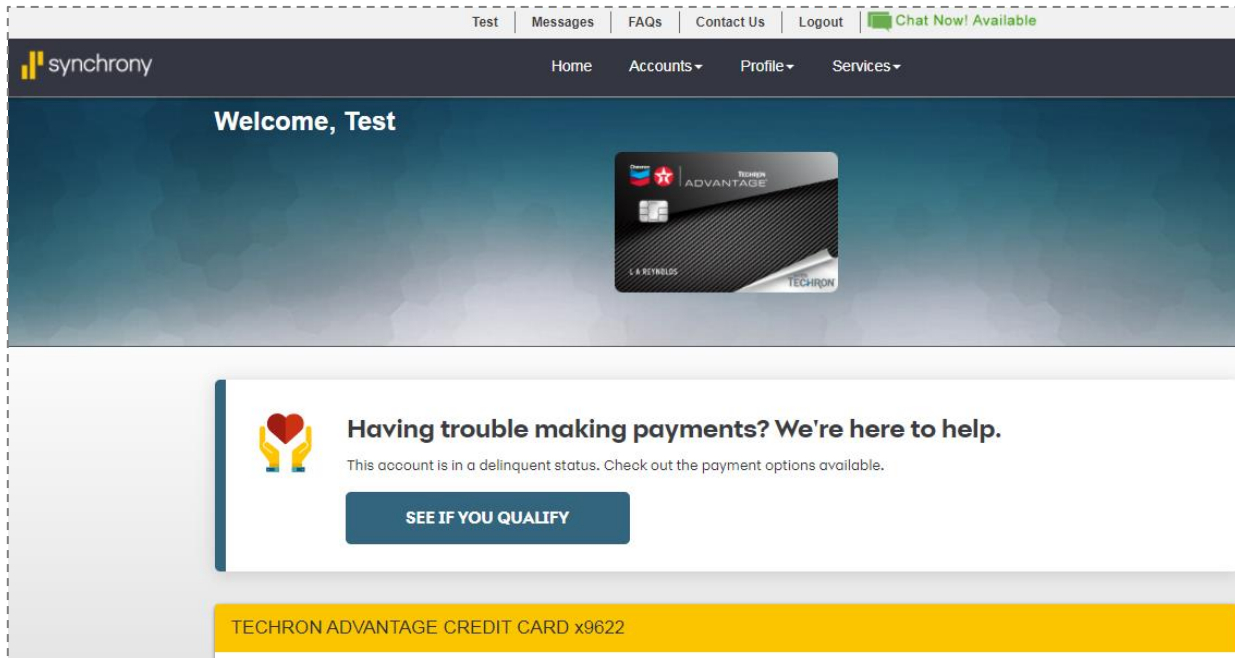 Test Messages FAQs Contact Us Logout Chat Now! Available
synchrony Home Accounts Profile Services
Welcome, Test
Chevron TECHRON
ADVANTAGE
L A REYNOLDS
TECHRON
Having trouble making payments? We're here to help.
This account is in a delinquent status. Check out the payment options available.
SEE IF YOU QUALIFY
TECHRON ADVANTAGE CREDIT CARD x9622